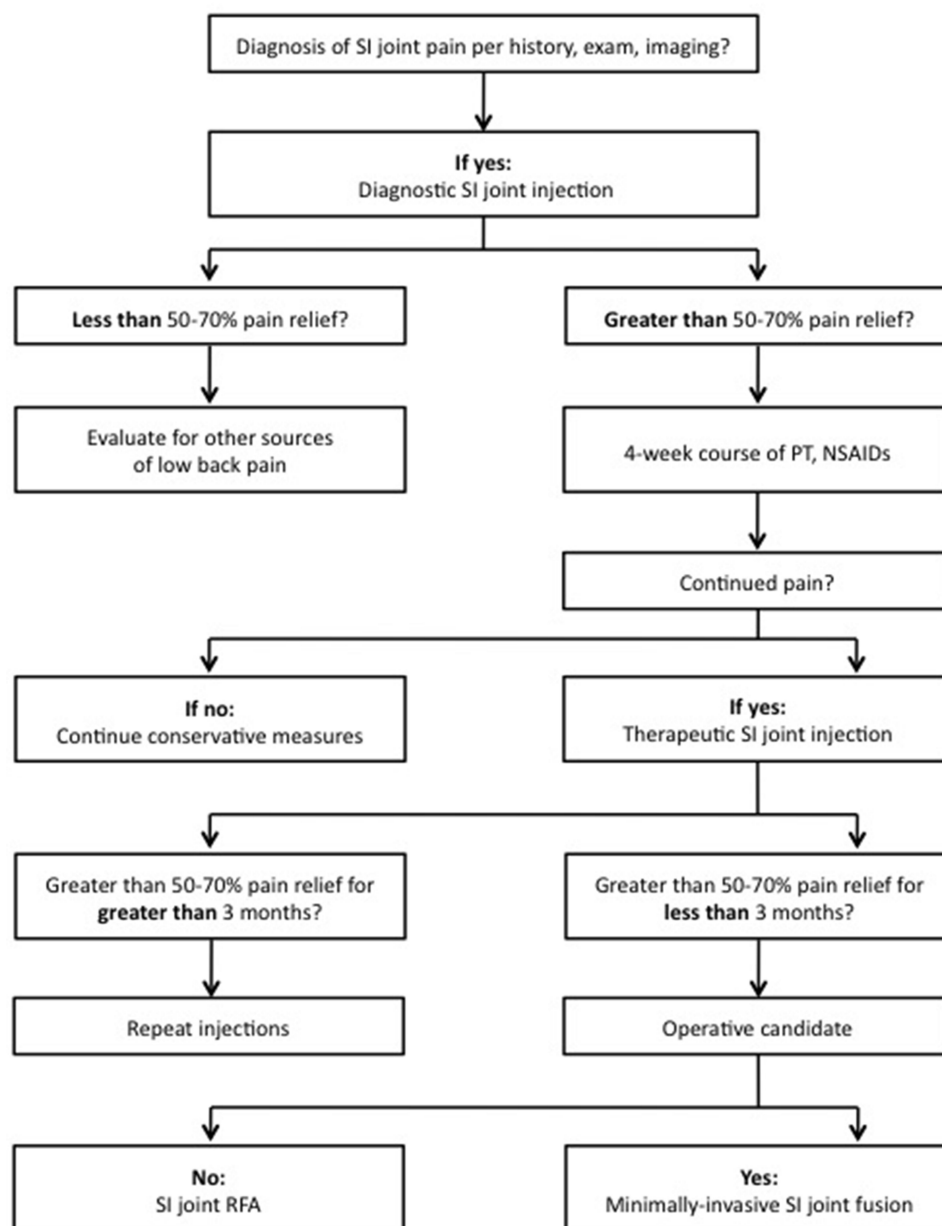 Diagnosis of SI joint pain per history, exam, imaging?
If yes:
Diagnostic SI joint injection
Less than 50-70% pain relief?
Greater than 50-70% pain relief?
Evaluate for other sources
of low back pain
4-week course of PT, NSAIDs
Continued pain?
If no:
Continue conservative measures
If yes:
Therapeutic SI joint injection
Greater than 50-70% pain relief for
greater than 3 months?
Greater than 50-70% pain relief for
less than 3 months?
Repeat injections
Operative candidate
No:
SI joint RFA
Yes:
Minimally-invasive SI joint fusion